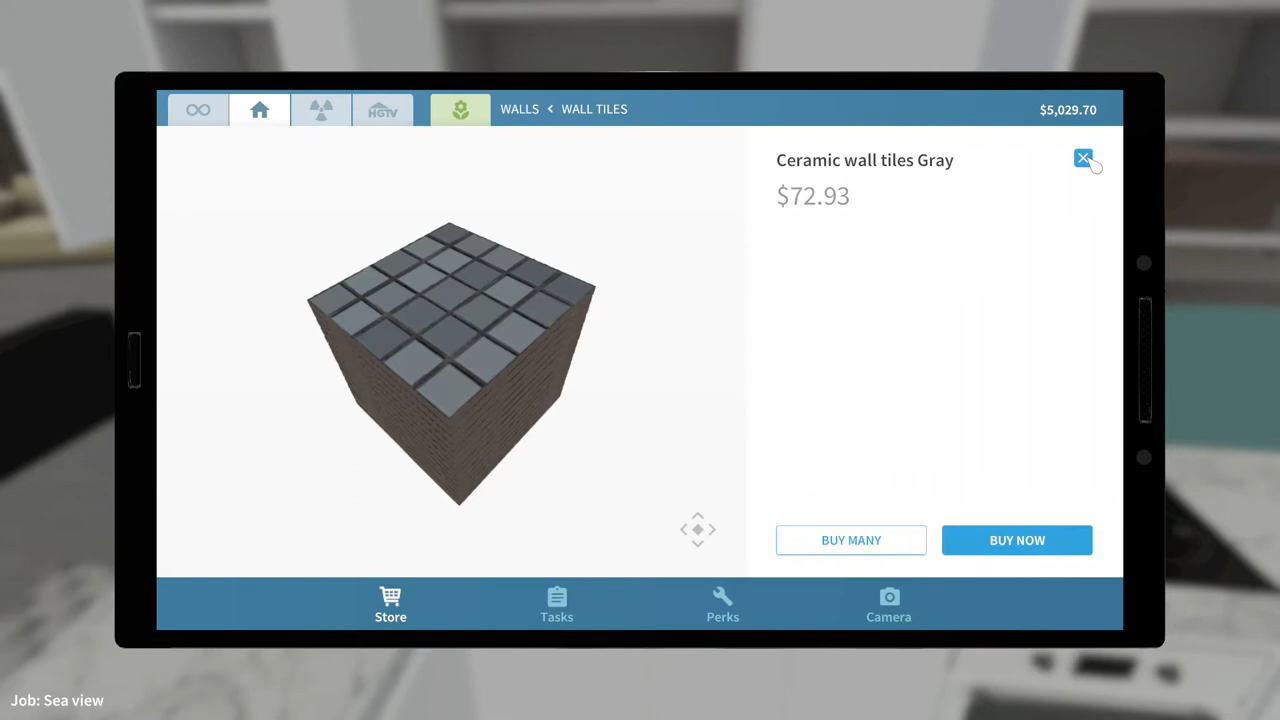 HGTV
WALLS < WALL TILES
$5,029.70
Ceramic wall tiles Gray
$72.93
BUY MANY
BUY NOW
Store
Tasks
Perks
Camera
Job: Sea view